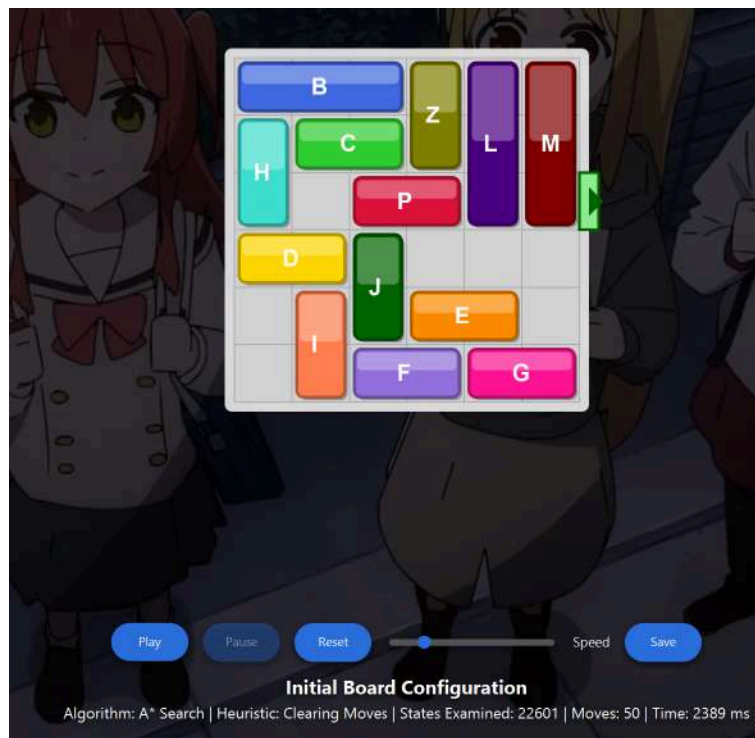 B
Z
L
M
H
C
P
D
J
I
E
F
G
Play Pause Reset Speed Save
Initial Board Configuration
Algorithm: A* Search | Heuristic: Clearing Moves | States Examined: 22601 | Moves: 50 | Time: 2389 ms